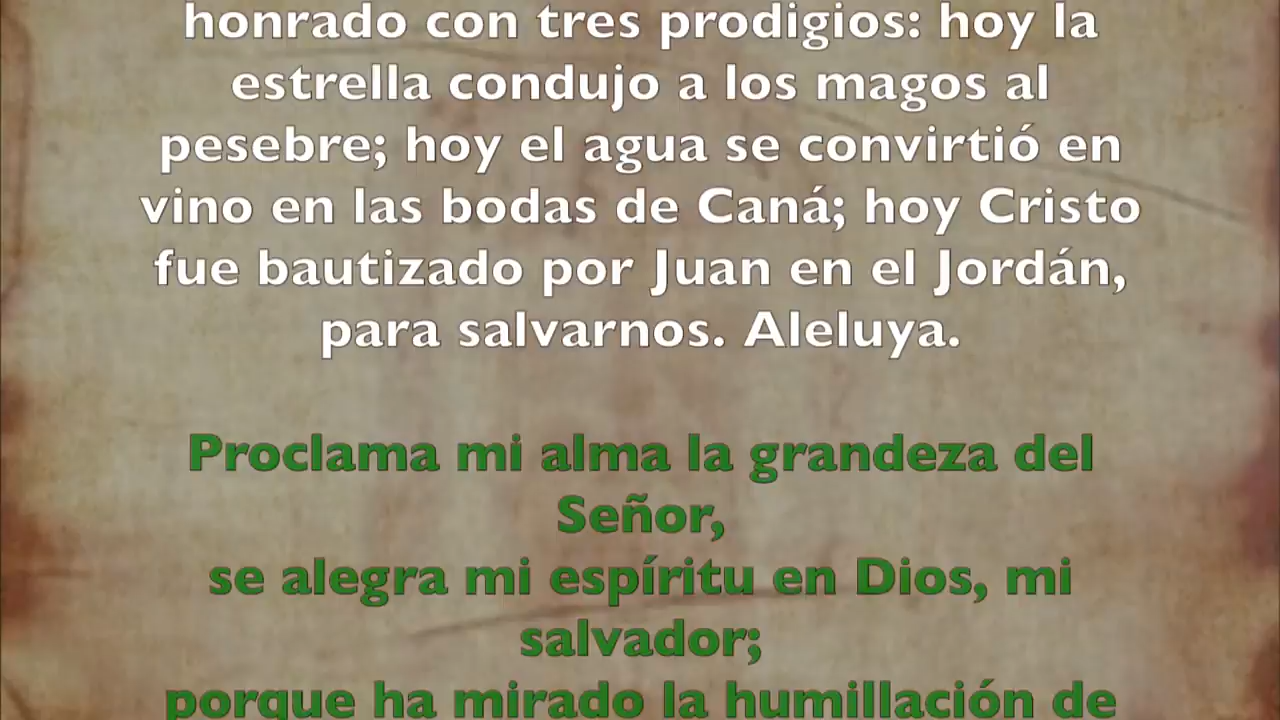 honrado con tres prodigios: hoy la
estrella condujo a los magos al
pesebre; hoy el agua se convirtió en
vino en las bodas de Caná; hoy Cristo
fue bautizado por Juan en el Jordán,
para salvarnos. Aleluya.
Proclama mi alma la grandeza del
Señor,
se alegra mi espíritu en Dios, mi
salvador;
porque ha mirado la humillación de